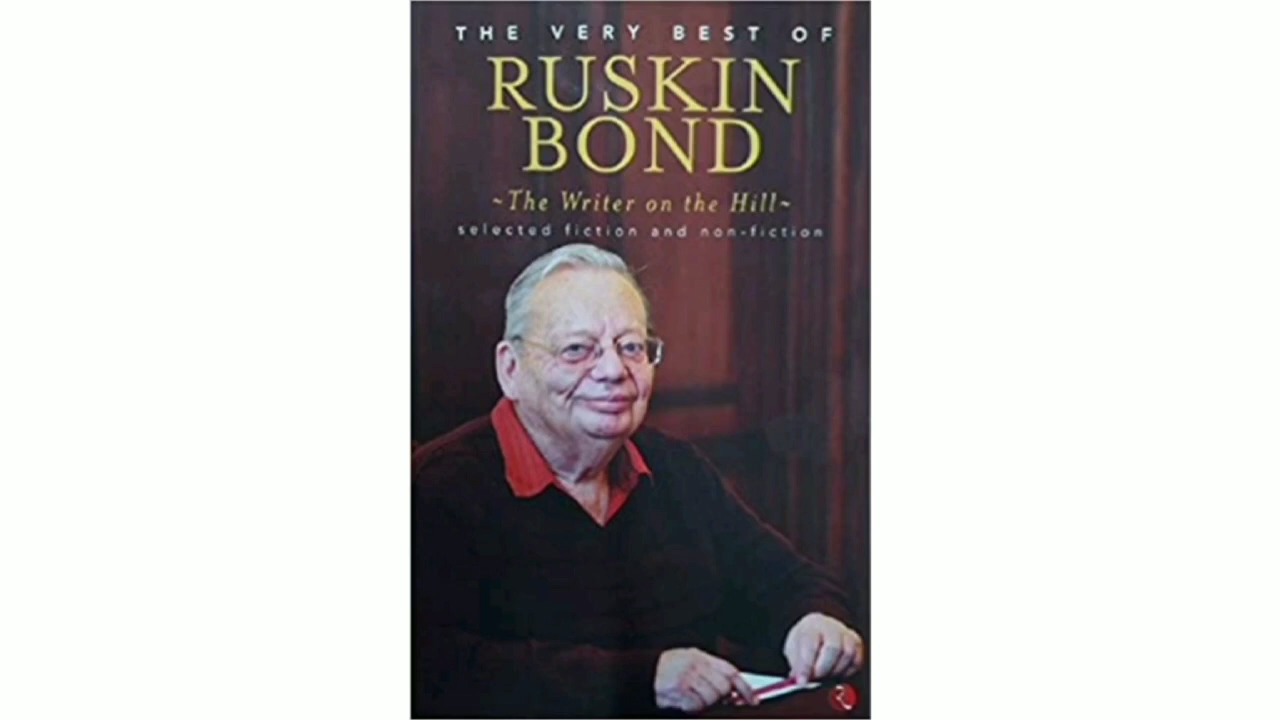 THE VERY BEST OF
RUSKIN
BOND
~The Writer on the Hill~
selected fiction and non-fiction